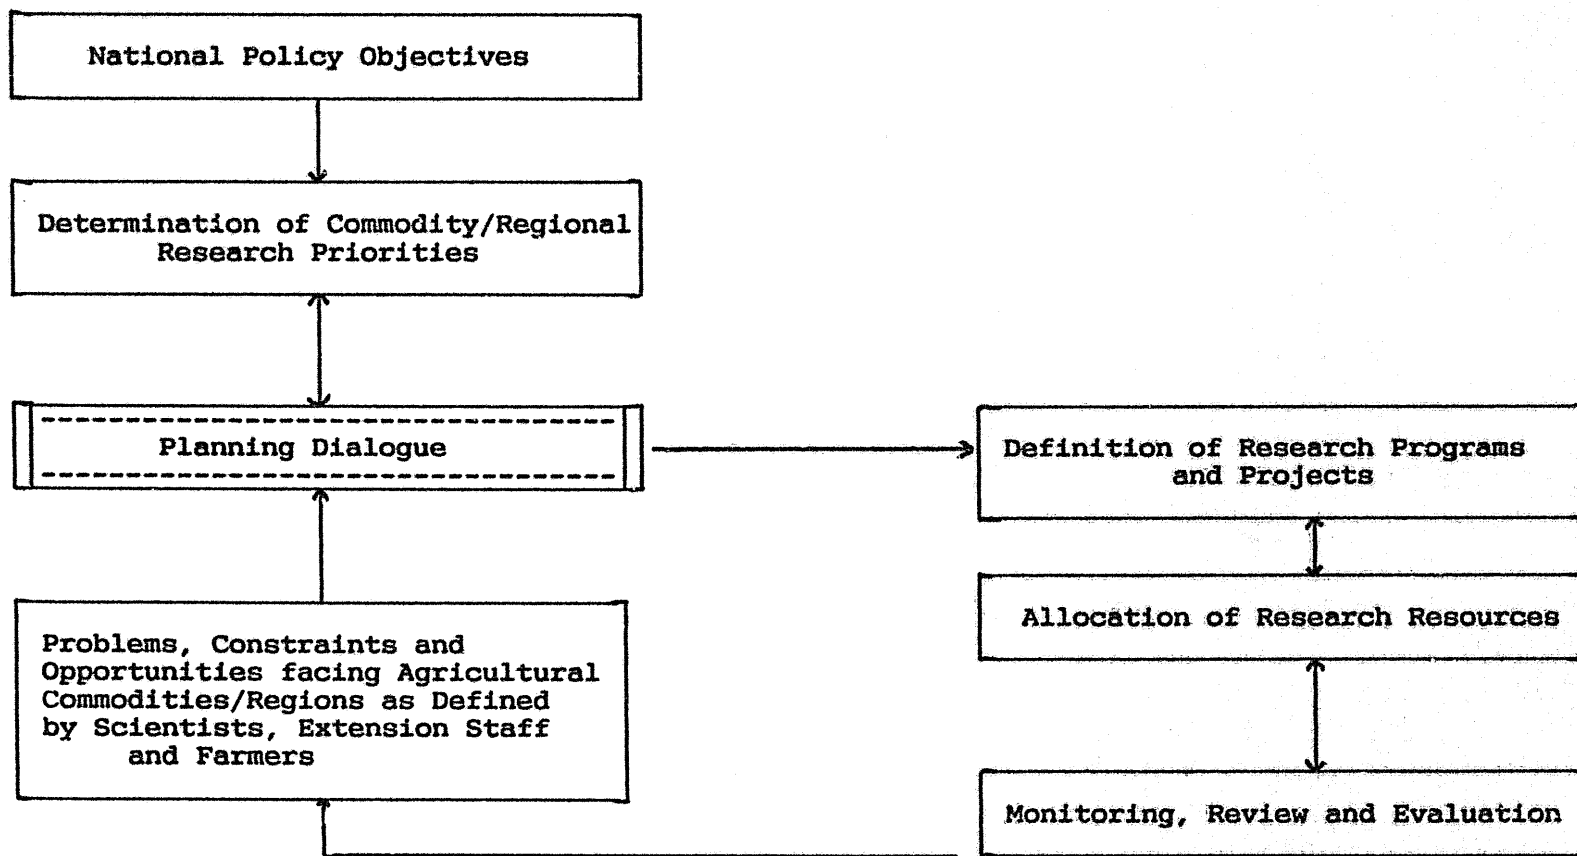 National Policy Objectives
Determination of Commodity/Regional
Research Priorities
Planning Dialogue
Definition of Research Programs
and Projects
Allocation of Research Resources
Problems, Constraints and
Opportunities facing Agricultural
Commodities/Regions as Defined
by Scientists, Extension Staff
and Farmers
Monitoring, Review and Evaluation